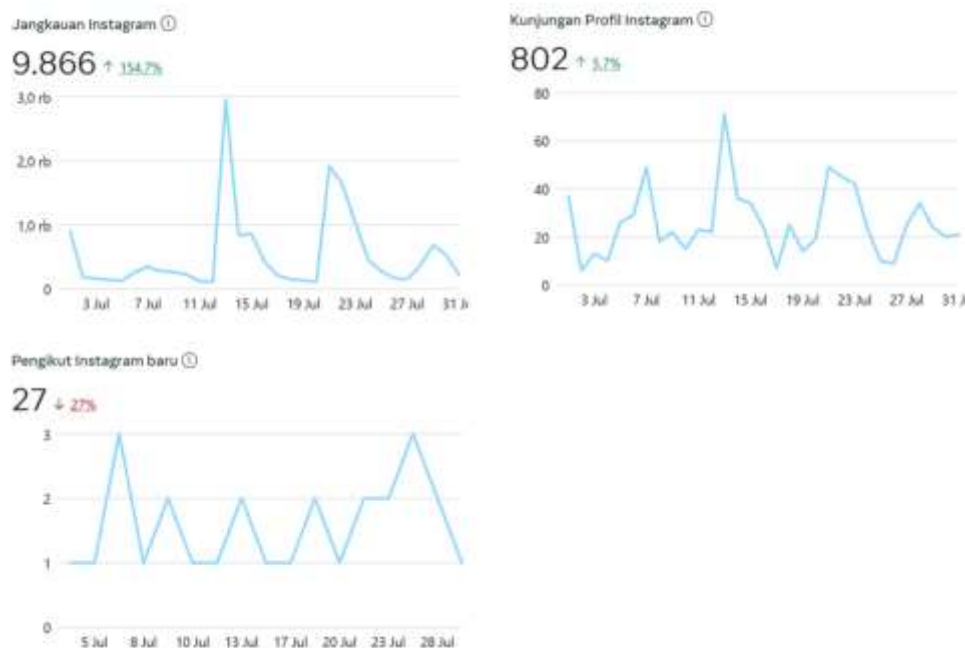 Jangkauan Instagram
9.866 ↑ 154,7%
3,0 rb
2,0 rb
1,0 rb
0
3 Jul 7 Jul 11 Jul 15 Jul 19 Jul 23 Jul 27 Jul 31 J
Kunjungan Profil Instagram
802 ↑ 5,7%
80
60
40
20
0
3 Jul 7 Jul 11 Jul 15 Jul 19 Jul 23 Jul 27 Jul 31 J
Pengikut Instagram baru
27 ↓ 27%
3
2
1
0
5 Jul 8 Jul 10 Jul 13 Jul 17 Jul 20 Jul 23 Jul 28 Jul